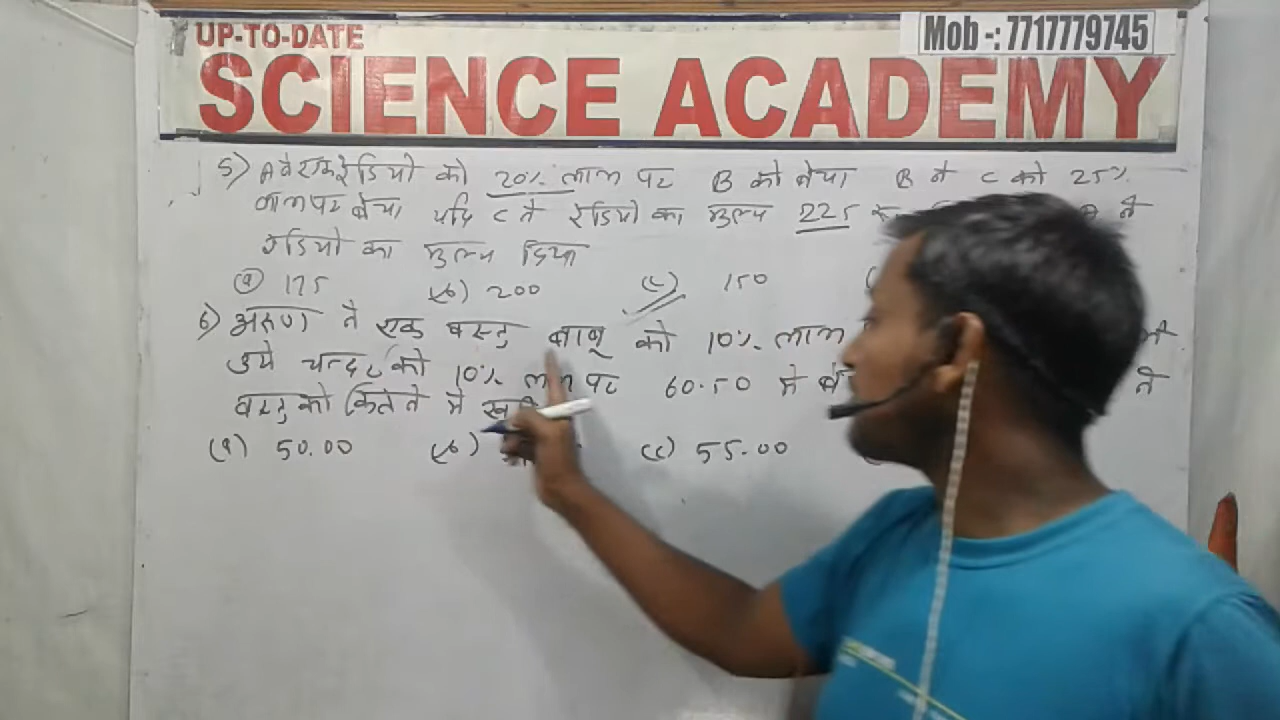 UP-TO-DATE
Mob -: 7717779745
SCIENCE ACADEMY
5) A ने एक रेडियो को 20% लाभ पर B को बेचा B ने C को 25%
लाभ पर बेचा यदि C ने रेडियो का मुल्य 225 ने
रेडियो का मुल्य दिया
(a) 175 (b) 200 (c) 150
6) अरुण ने एक वस्तु बाबू को 10% लाभ
उसे चन्दर को 10% लाभ पर 60.50 मे ने
वस्तु को कितने मे
(a) 50.00 (b) (c) 55.00